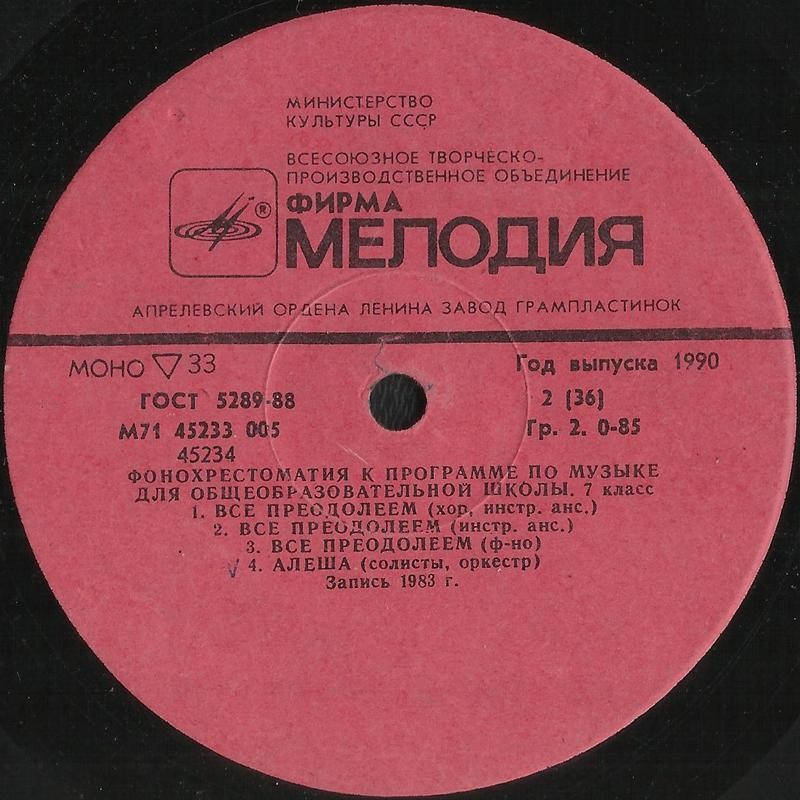 МИНИСТЕРСТВО
КУЛЬТУРЫ СССР
ВСЕСОЮЗНОЕ ТВОРЧЕСКО-
ПРОИЗВОДСТВЕННОЕ ОБЪЕДИНЕНИЕ
ФИРМА
®
МЕЛОДИЯ
АПРЕЛЕВСКИЙ ОРДЕНА ЛЕНИНА ЗАВОД ГРАМПЛАСТИНОК
МОНО ▽ 33
Год выпуска 1990
ГОСТ 5289-88
2 (36)
М71 45233 005
Гр. 2. 0-85
45234
ФОНОХРЕСТОМАТИЯ К ПРОГРАММЕ ПО МУЗЫКЕ
ДЛЯ ОБЩЕОБРАЗОВАТЕЛЬНОЙ ШКОЛЫ. 7 класс
1. ВСЕ ПРЕОДОЛЕЕМ (хор, инстр. анс.)
2. ВСЕ ПРЕОДОЛЕЕМ (инстр. анс.)
3. ВСЕ ПРЕОДОЛЕЕМ (ф-но)
4. АЛЕША (солисты, оркестр)
Запись 1983 г.